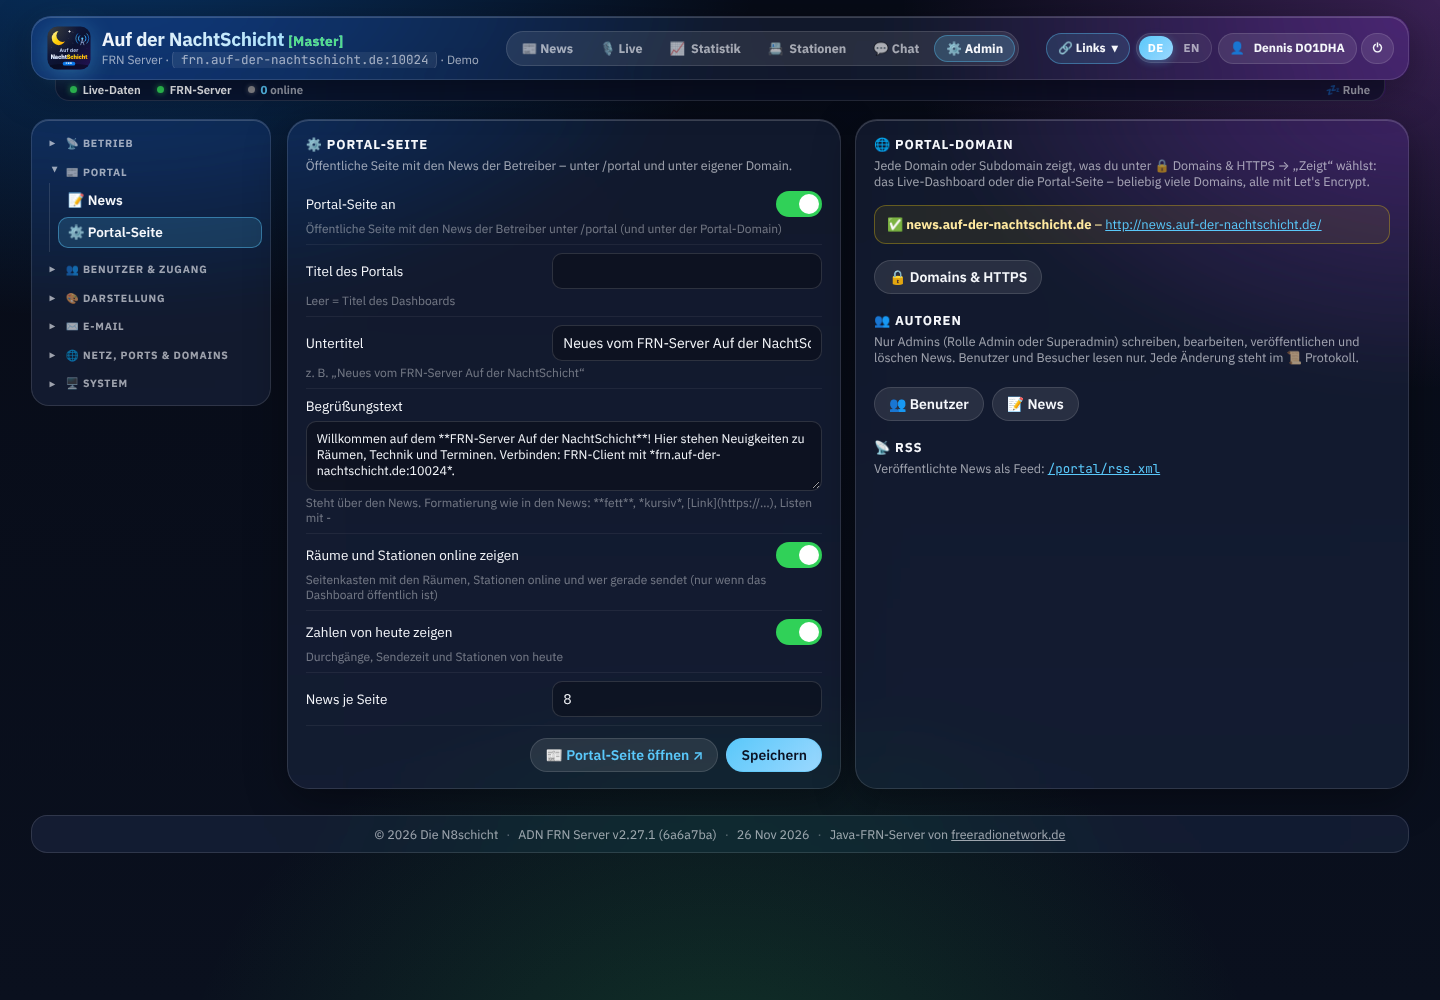 Auf der NachtSchicht [Master]
FRN Server · frn.auf-der-nachtschicht.de:10024 · Demo
Auf der
NachtSchicht
📰 News
🎙️ Live
📈 Statistik
📇 Stationen
💬 Chat
⚙️ Admin
🔗 Links ▾
DE EN
👤 Dennis DO1DHA
Live-Daten
FRN-Server
0 online
💤 Ruhe
📡 BETRIEB
📰 PORTAL
📝 News
⚙️ Portal-Seite
👥 BENUTZER & ZUGANG
🎨 DARSTELLUNG
✉️ E-MAIL
🌐 NETZ, PORTS & DOMAINS
🖥️ SYSTEM
⚙️ PORTAL-SEITE
Öffentliche Seite mit den News der Betreiber – unter /portal und unter eigener Domain.
Portal-Seite an
Öffentliche Seite mit den News der Betreiber unter /portal (und unter der Portal-Domain)
Titel des Portals
Leer = Titel des Dashboards
Untertitel
Neues vom FRN-Server Auf der NachtSc
z. B. „Neues vom FRN-Server Auf der NachtSchicht“
Begrüßungstext
Willkommen auf dem **FRN-Server Auf der NachtSchicht**! Hier stehen Neuigkeiten zu
Räumen, Technik und Terminen. Verbinden: FRN-Client mit *frn.auf-der-
nachtschicht.de:10024*.
Steht über den News. Formatierung wie in den News: **fett**, *kursiv*, [Link](https://…), Listen
mit -
Räume und Stationen online zeigen
Seitenkasten mit den Räumen, Stationen online und wer gerade sendet (nur wenn das
Dashboard öffentlich ist)
Zahlen von heute zeigen
Durchgänge, Sendezeit und Stationen von heute
News je Seite
8
📰 Portal-Seite öffnen ↗
Speichern
🌐 PORTAL-DOMAIN
Jede Domain oder Subdomain zeigt, was du unter 🔒 Domains & HTTPS → „Zeigt“ wählst:
das Live-Dashboard oder die Portal-Seite – beliebig viele Domains, alle mit Let's Encrypt.
✅ news.auf-der-nachtschicht.de – http://news.auf-der-nachtschicht.de/
🔒 Domains & HTTPS
👥 AUTOREN
Nur Admins (Rolle Admin oder Superadmin) schreiben, bearbeiten, veröffentlichen und
löschen News. Benutzer und Besucher lesen nur. Jede Änderung steht im 📜 Protokoll.
👥 Benutzer
📝 News
📡 RSS
Veröffentlichte News als Feed: /portal/rss.xml
© 2026 Die N8schicht · ADN FRN Server v2.27.1 (6a6a7ba) · 26 Nov 2026 · Java-FRN-Server von freeradionetwork.de